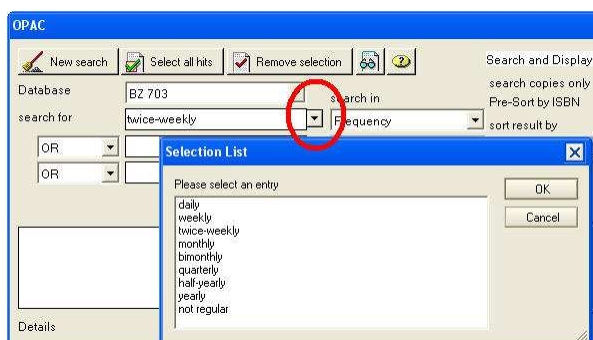 OPAC
New search Select all hits Remove selection Search and Display
Database BZ 703 search in search copies only
Pre-Sort by ISBN
search for twice-weekly Frequency sort result by
OR
OR
Selection List
Please select an entry
OK
Cancel
daily
weekly
twice-weekly
monthly
bimonthly
quarterly
half-yearly
yearly
not regular
Details